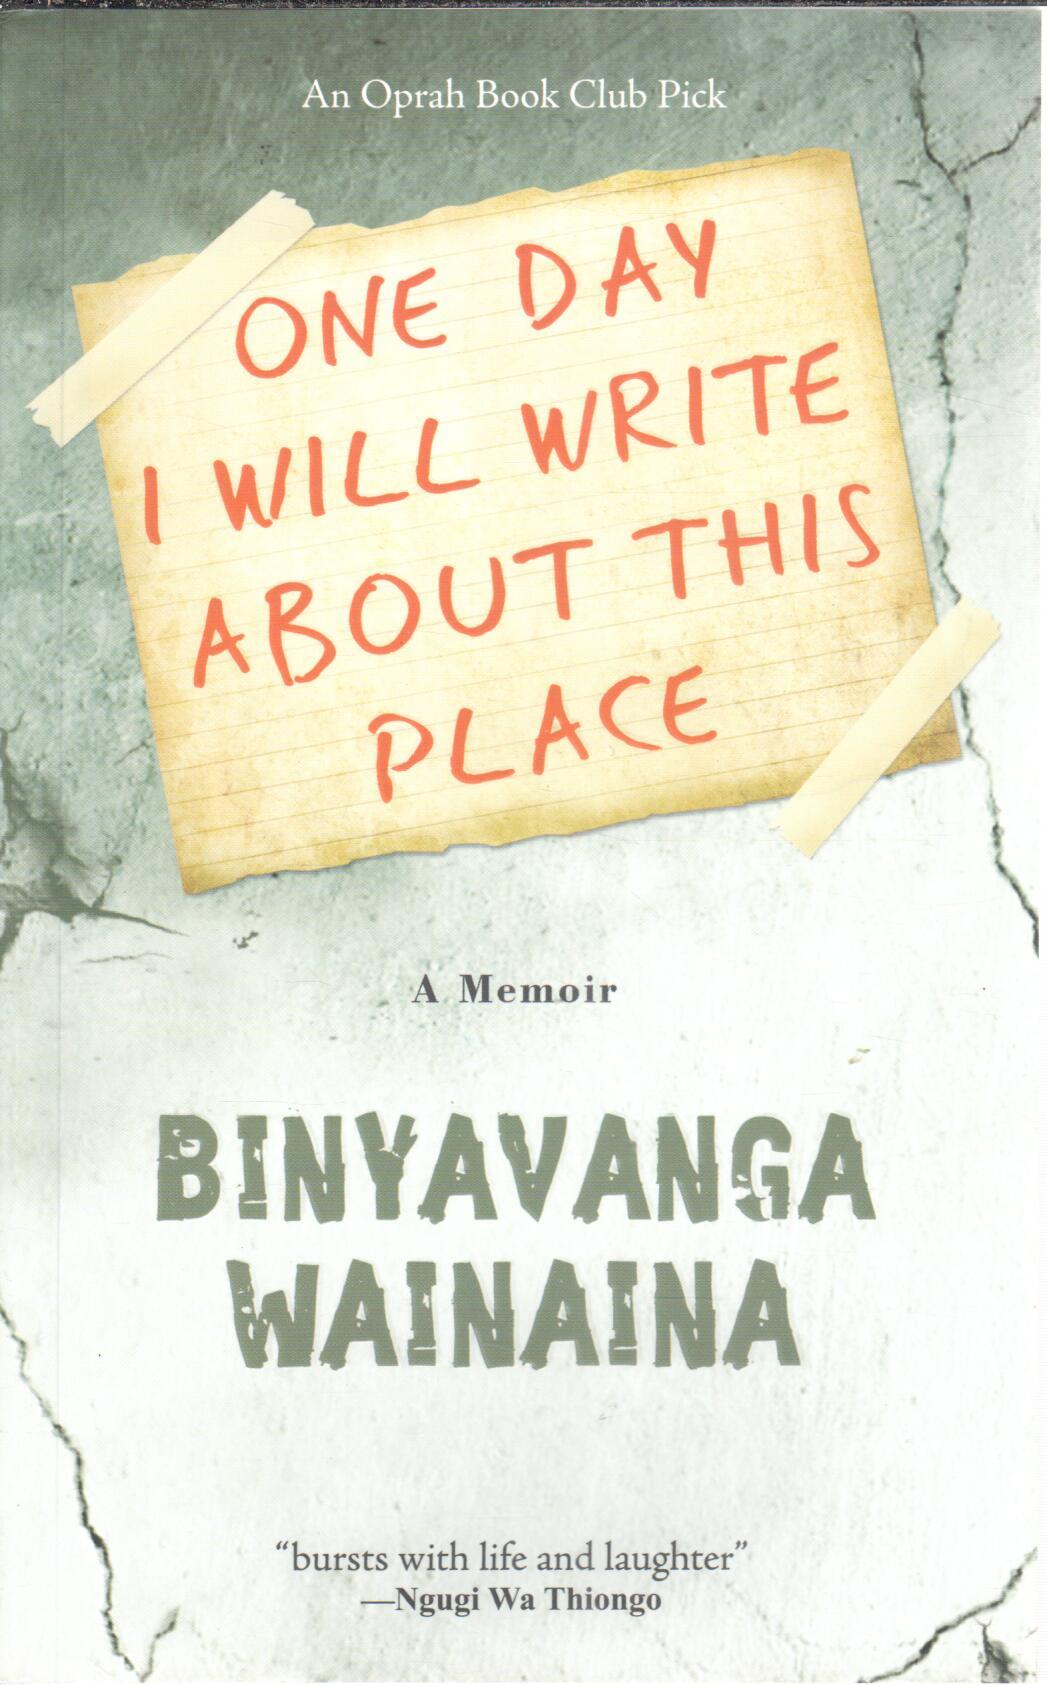 An Oprah Book Club Pick
ONE DAY
I WILL WRITE
ABOUT THIS
PLACE
A Memoir
BINYAVANGA
WAINAINA
“bursts with life and laughter”
—Ngugi Wa Thiongo